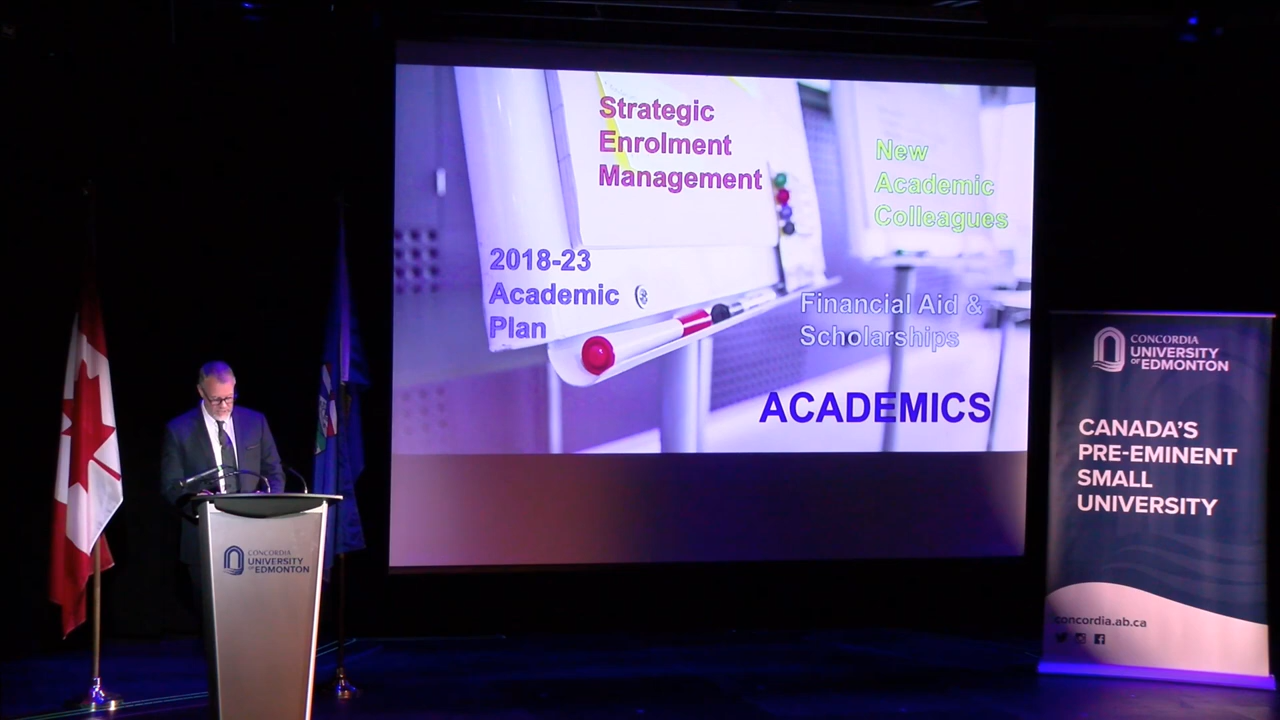 Strategic
Enrolment
Management
New
Academic
Colleagues
2018-23
Academic
Plan
Financial Aid &
Scholarships
ACADEMICS
CONCORDIA
UNIVERSITY
OF EDMONTON
CONCORDIA
UNIVERSITY
OF EDMONTON
CANADA'S
PRE-EMINENT
SMALL
UNIVERSITY
concordia.ab.ca